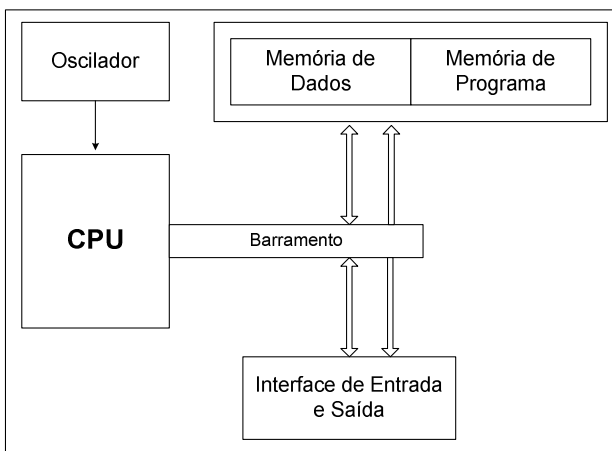 Oscilador
Memória de
Dados
Memória de
Programa
CPU
Barramento
Interface de Entrada
e Saída